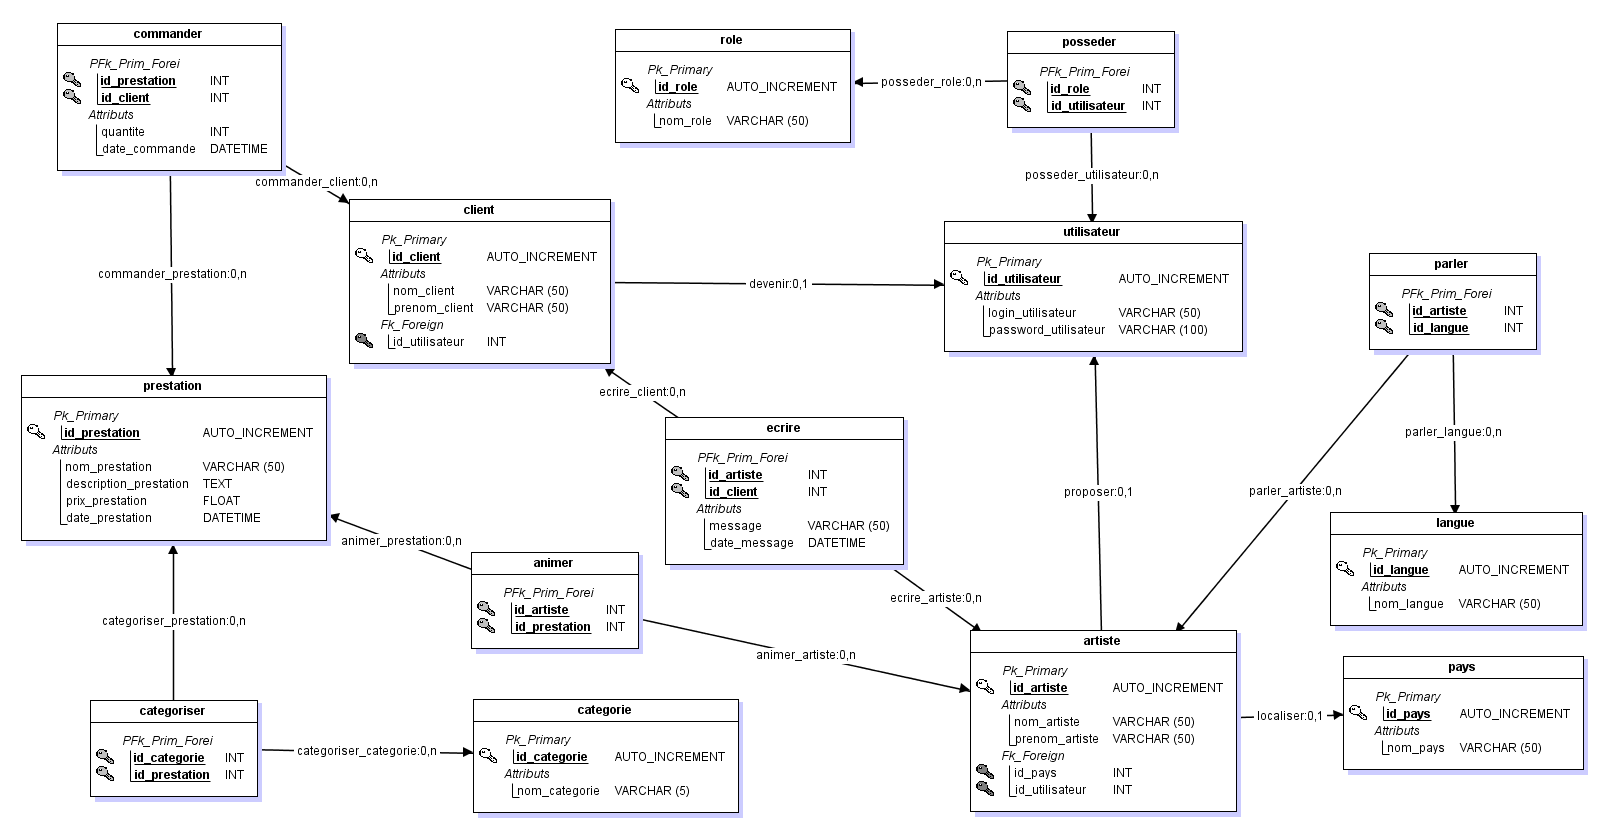 commander
PFk_Prim_Forei
id_prestation INT
id_client INT
Attributs
quantite INT
date_commande DATETIME
role
Pk_Primary
id_role AUTO_INCREMENT
Attributs
nom_role VARCHAR (50)
posseder_role:0,n
posseder
PFK_Prim_Forei
id_role INT
id_utilisateur INT
commander_client:0,n
posseder_utilisateur:0,n
client
Pk_Primary
id_client AUTO_INCREMENT
Attributs
nom_client VARCHAR (50)
prenom_client VARCHAR (50)
Fk_Foreign
id_utilisateur INT
commander_prestation:0,n
devenir:0,1
utilisateur
Pk_Primary
id_utilisateur AUTO_INCREMENT
Attributs
login_utilisateur VARCHAR (50)
password_utilisateur VARCHAR (100)
parler
PFk_Prim_Forei
id_artiste INT
id_langue INT
prestation
Pk_Primary
id_prestation AUTO_INCREMENT
Attributs
nom_prestation VARCHAR (50)
description_prestation TEXT
prix_prestation FLOAT
date_prestation DATETIME
ecrire_client:0,n
ecrire
PFk_Prim_Forei
id_artiste INT
id_client INT
Attributs
message VARCHAR (50)
date_message DATETIME
parler_langue:0,n
proposer:0,1
parler_artiste:0,n
animer_prestation:0,n
langue
Pk_Primary
id_langue AUTO_INCREMENT
Attributs
nom_langue VARCHAR (50)
animer
PFk_Prim_Forei
id_artiste INT
id_prestation INT
ecrire_artiste:0,n
categoriser_prestation:0,n
animer_artiste:0,n
artiste
Pk_Primary
id_artiste AUTO_INCREMENT
Attributs
nom_artiste VARCHAR (50)
prenom_artiste VARCHAR (50)
Fk_Foreign
id_pays INT
id_utilisateur INT
localiser:0,1
pays
Pk_Primary
id_pays AUTO_INCREMENT
Attributs
nom_pays VARCHAR (50)
categoriser
PFk_Prim_Forei
id_categorie INT
id_prestation INT
categoriser_categorie:0,n
categorie
Pk_Primary
id_categorie AUTO_INCREMENT
Attributs
nom_categorie VARCHAR (5)